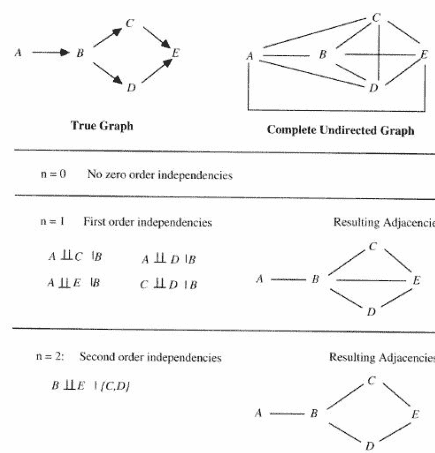 A B C D E
True Graph
A B C D E
Complete Undirected Graph
n = 0 No zero order independencies
n = 1 First order independencies
A ⫫ C | B A ⫫ D | B
A ⫫ E | B C ⫫ D | B
Resulting Adjacencie
A B C D E
n = 2: Second order independencies
B ⫫ E | {C,D}
Resulting Adjacencies
A B C D E